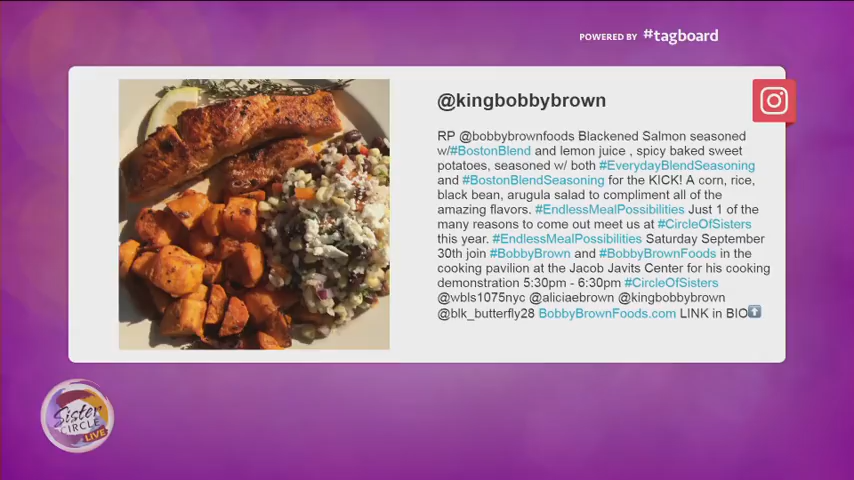 POWERED BY #tagboard
@kingbobbybrown
RP @bobbybrownfoods Blackened Salmon seasoned
w/#BostonBlend and lemon juice , spicy baked sweet
potatoes, seasoned w/ both #EverydayBlendSeasoning
and #BostonBlendSeasoning for the KICK! A corn, rice,
black bean, arugula salad to compliment all of the
amazing flavors. #EndlessMealPossibilities Just 1 of the
many reasons to come out meet us at #CircleOfSisters
this year. #EndlessMealPossibilities Saturday September
30th join #BobbyBrown and #BobbyBrownFoods in the
cooking pavilion at the Jacob Javits Center for his cooking
demonstration 5:30pm - 6:30pm #CircleOfSisters
@wbls1075nyc @aliciaebrown @kingbobbybrown
@blk_butterfly28 BobbyBrownFoods.com LINK in BIO⬆️
Sister
CIRCLE
LIVE